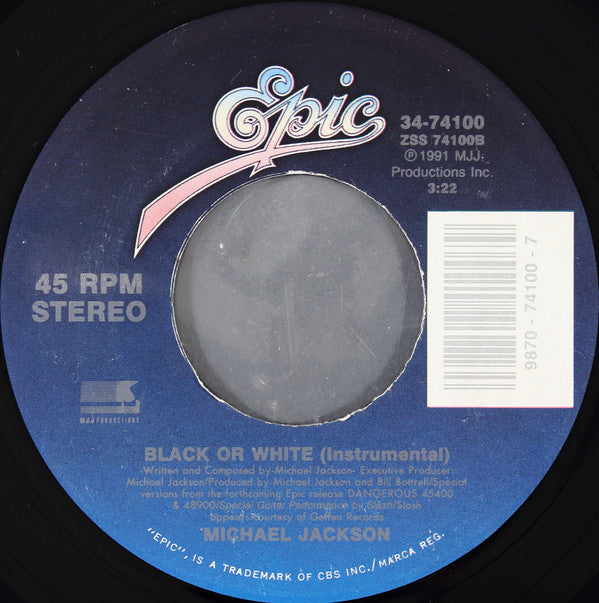 Epic
34-74100
ZSS 74100B
℗ 1991 MJJ
Productions Inc.
3:22
45 RPM
STEREO
9870 - 74100 - 7
MJJ PRODUCTIONS
BLACK OR WHITE (Instrumental)
Written and Composed by Michael Jackson- Executive Producer:
Michael Jackson/Produced by Michael Jackson and Bill Bottrell/Special
versions from the forthcoming Epic release DANGEROUS 45400
& 48900/Special Guitar Performance by Slash/Slash
appears courtesy of Geffen Records
MICHAEL JACKSON
"EPIC", IS A TRADEMARK OF CBS INC./MARCA REG.